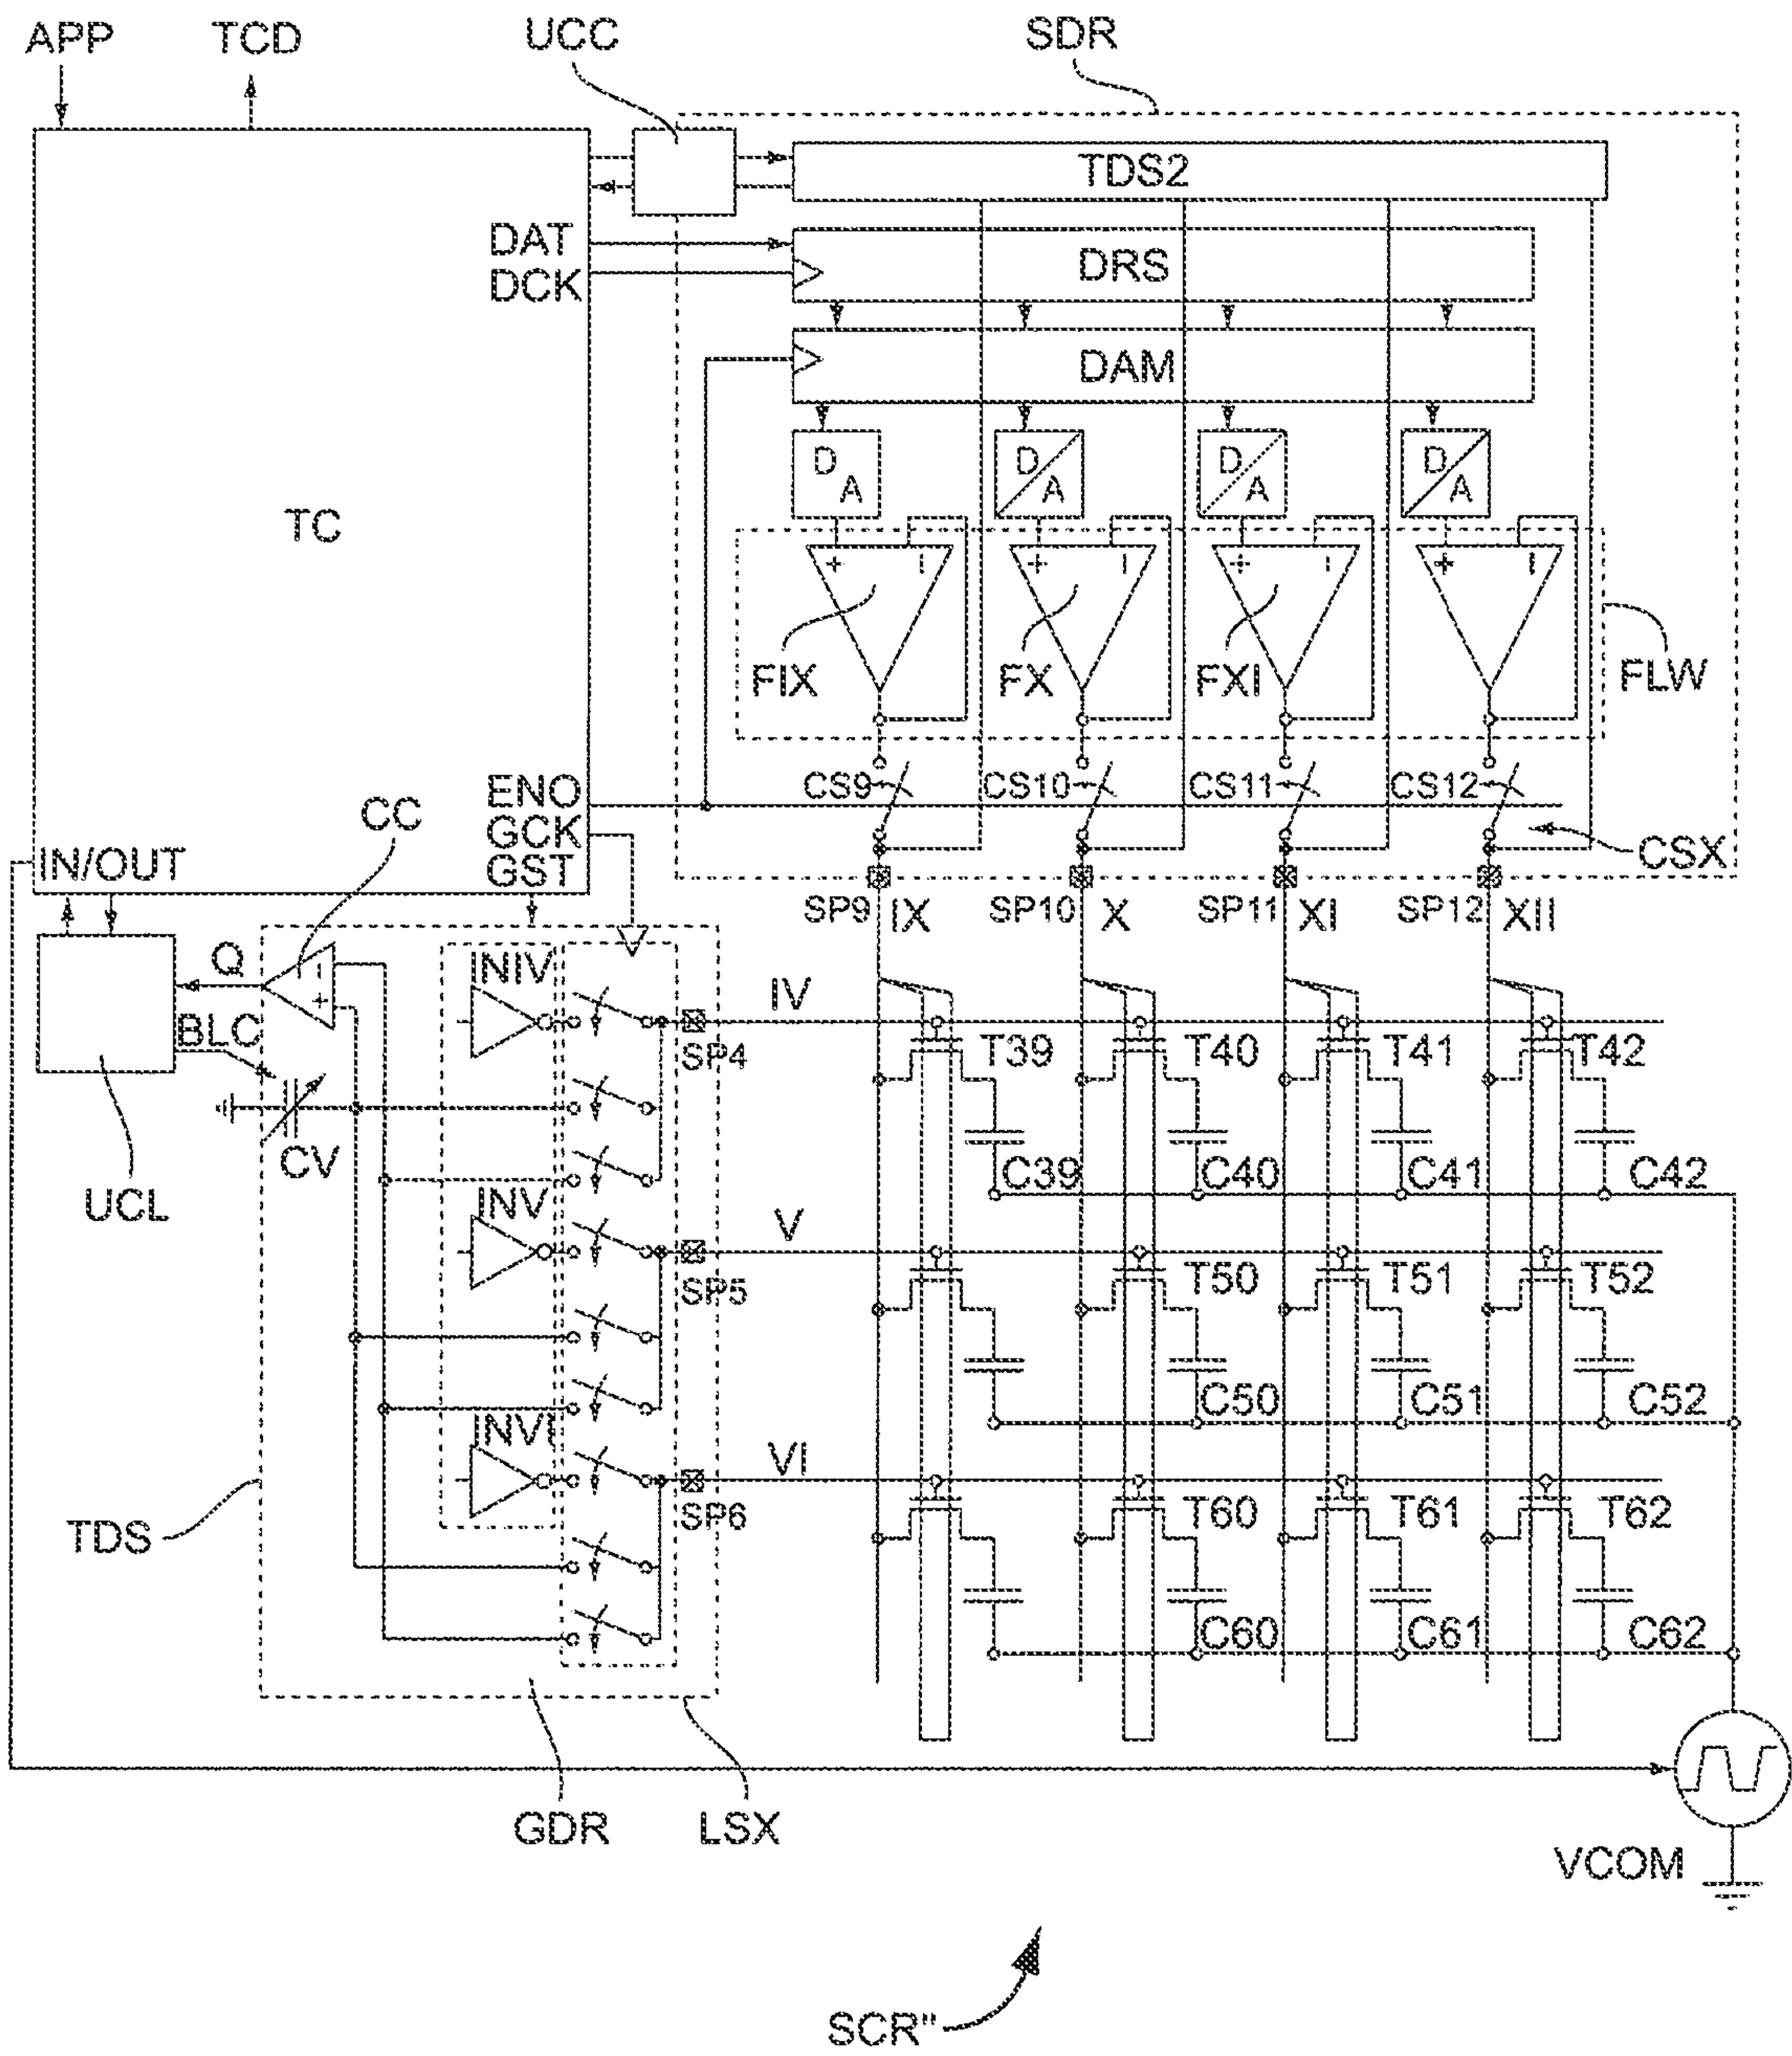 APP TCD UCC SDR
TDS2
DAT
DCK
DRS
DAM
D A D A D A D A
TC
+ − + − + − + −
FIX FX FXI FLW
CS9 CS10 CS11 CS12
ENO
GCK
GST
CC
IN/OUT
CSX
SP9 IX SP10 X SP11 XI SP12 XII
Q
− +
INIV
IV
BLC
SP4
T39 T40 T41 T42
CV
C39 C40 C41 C42
UCL
INV
V
SP5
T50 T51 T52
C50 C51 C52
INVI
VI
SP6
T60 T61 T62
TDS
C60 C61 C62
GDR LSX
VCOM
SCR"